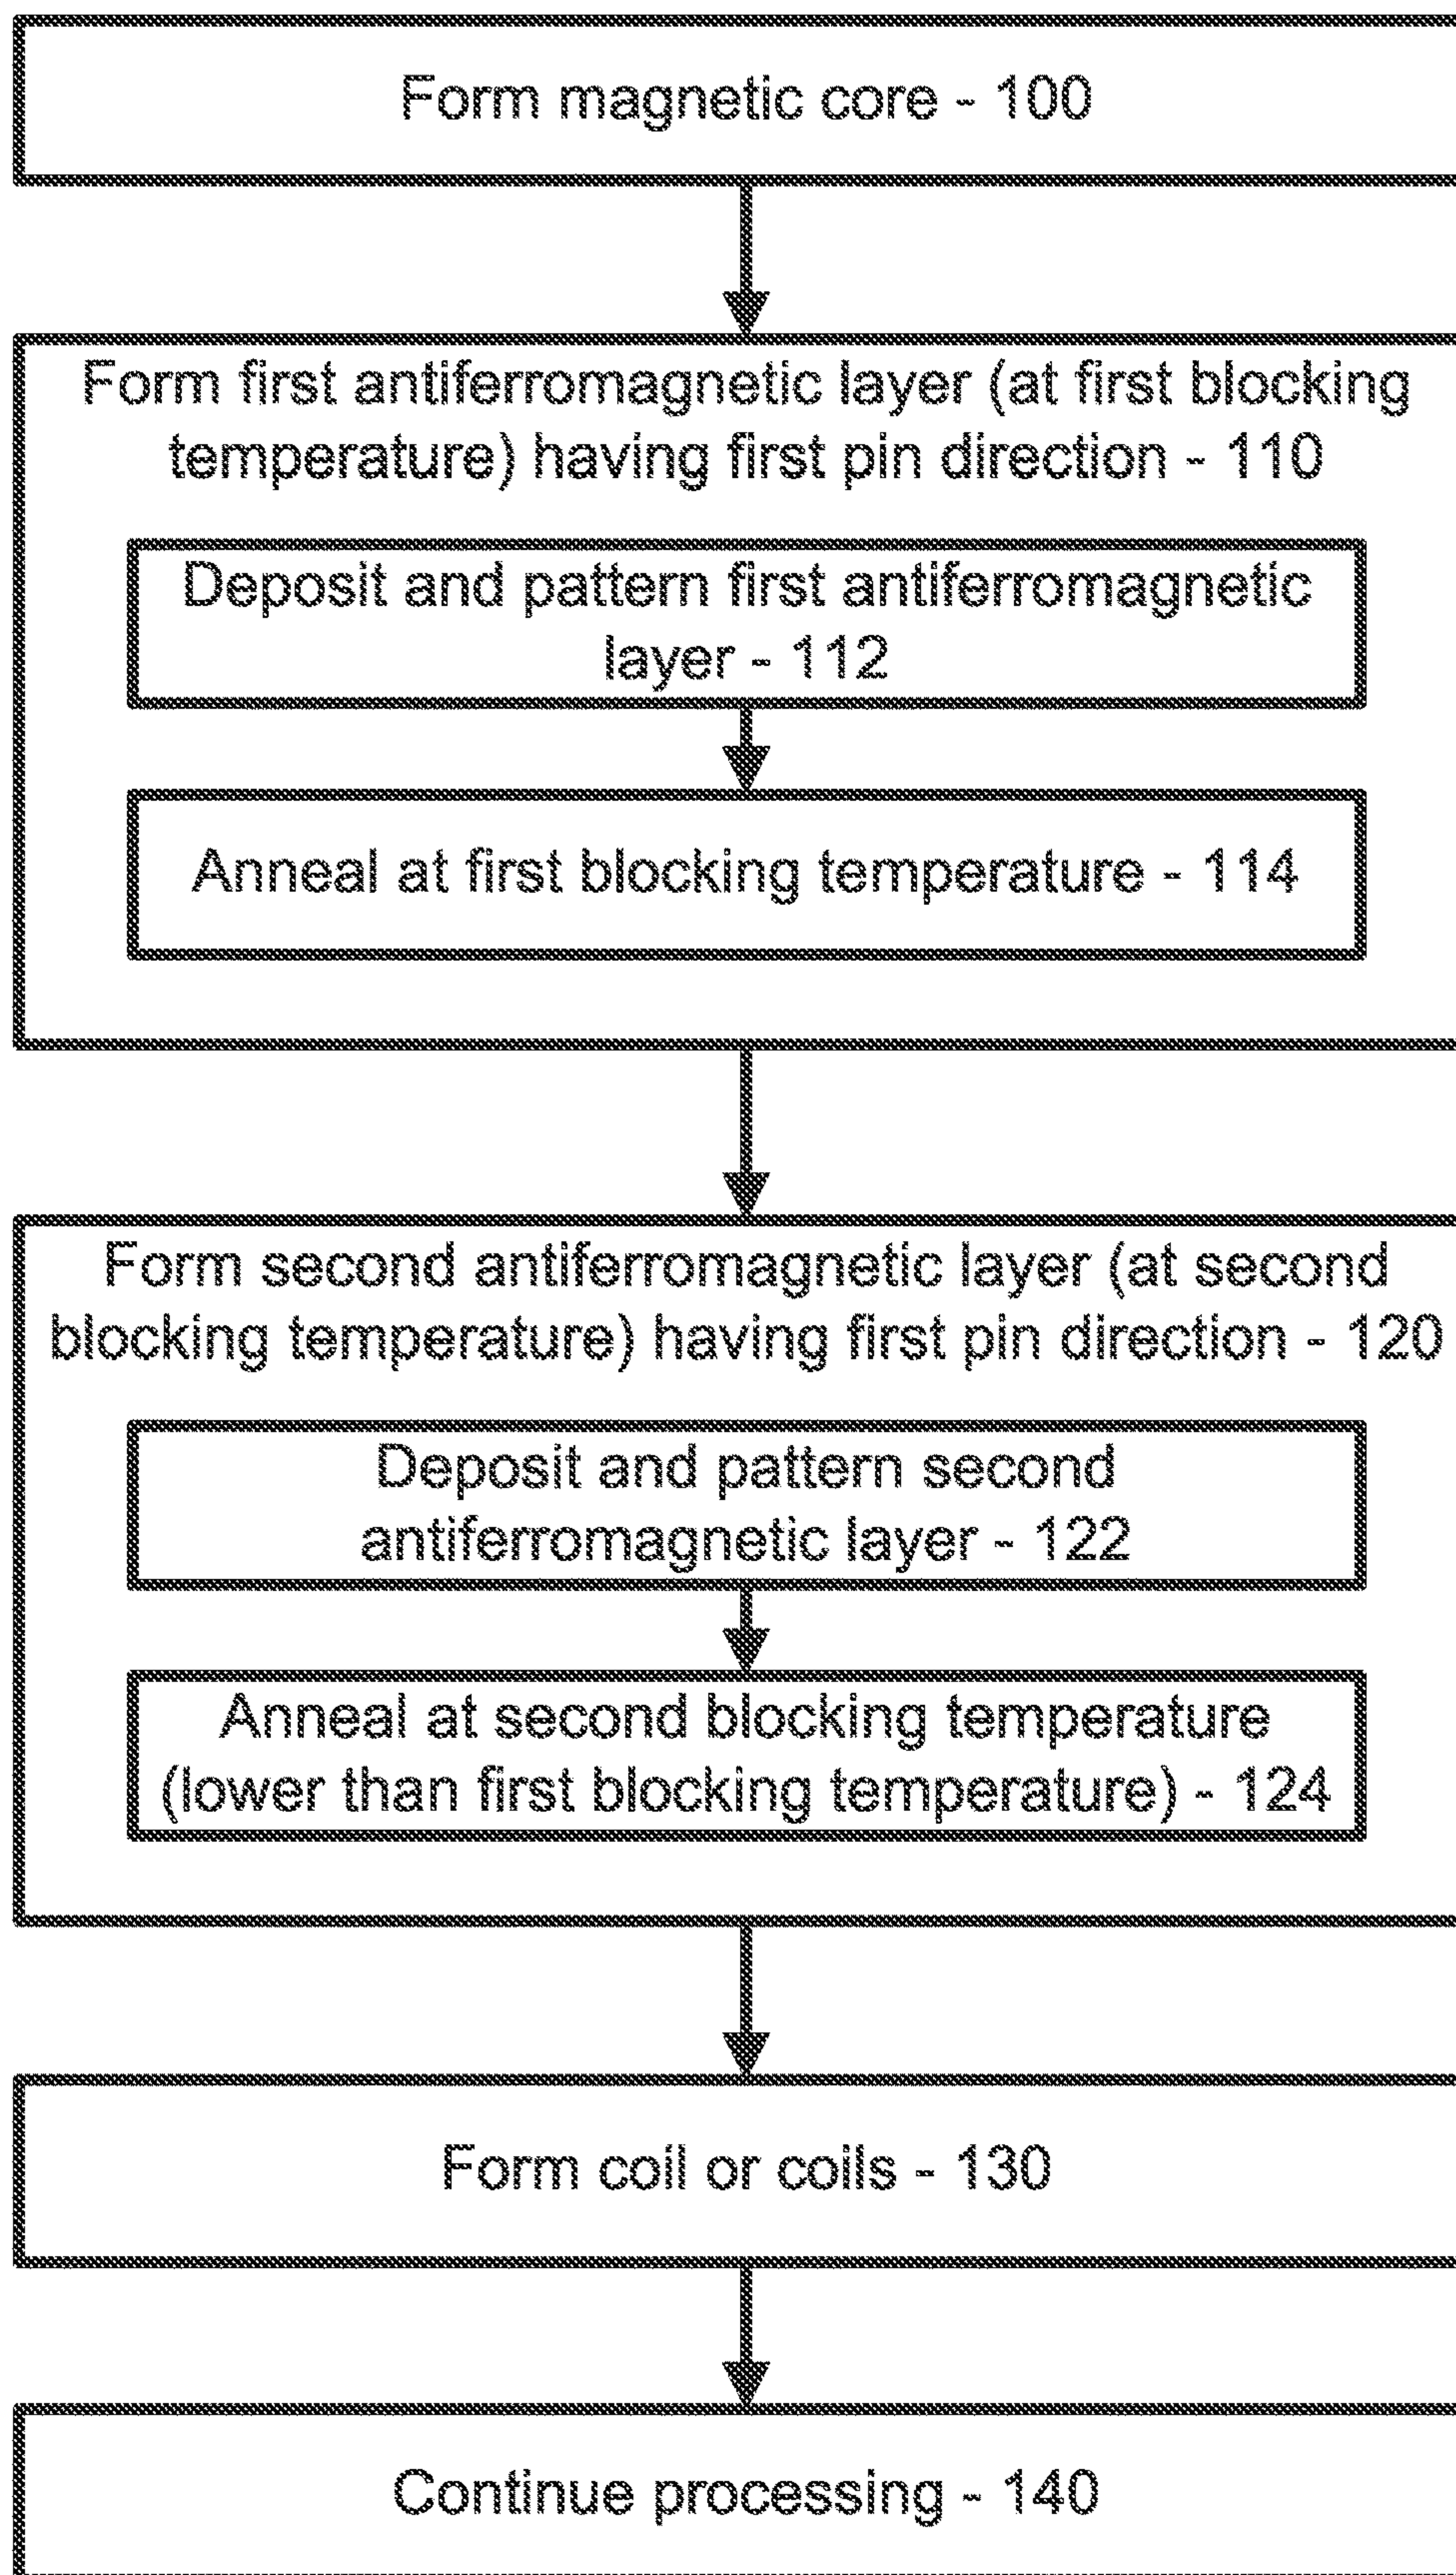 Form magnetic core - 100
Form first antiferromagnetic layer (at first blocking
temperature) having first pin direction - 110
Deposit and pattern first antiferromagnetic
layer - 112
Anneal at first blocking temperature - 114
Form second antiferromagnetic layer (at second
blocking temperature) having first pin direction - 120
Deposit and pattern second
antiferromagnetic layer - 122
Anneal at second blocking temperature
(lower than first blocking temperature) - 124
Form coil or coils - 130
Continue processing - 140